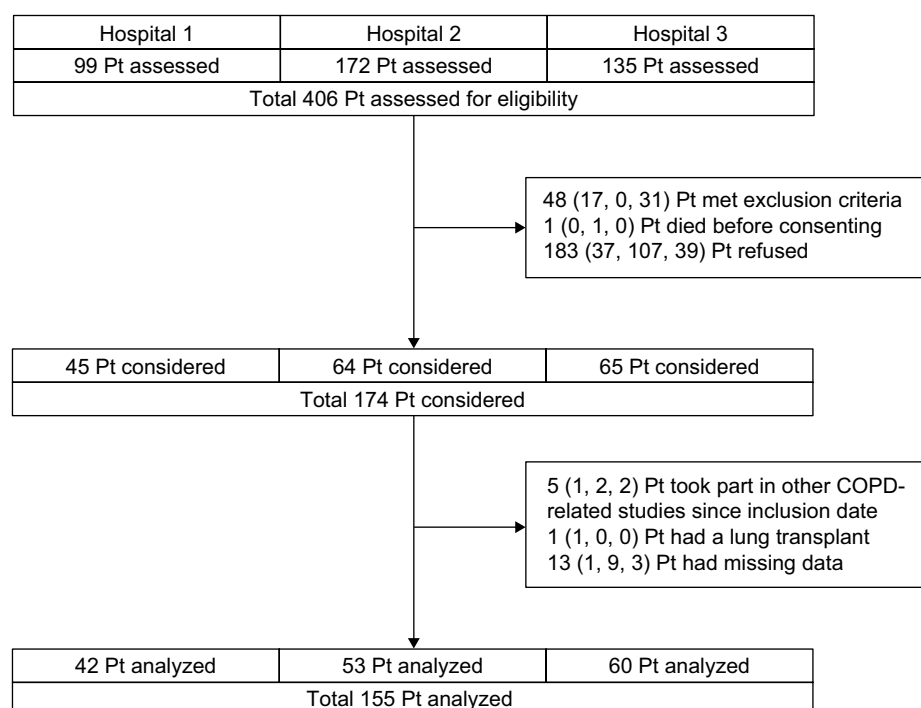 Hospital 1 Hospital 2 Hospital 3
99 Pt assessed 172 Pt assessed 135 Pt assessed
Total 406 Pt assessed for eligibility
48 (17, 0, 31) Pt met exclusion criteria
1 (0, 1, 0) Pt died before consenting
183 (37, 107, 39) Pt refused
45 Pt considered 64 Pt considered 65 Pt considered
Total 174 Pt considered
5 (1, 2, 2) Pt took part in other COPD-
related studies since inclusion date
1 (1, 0, 0) Pt had a lung transplant
13 (1, 9, 3) Pt had missing data
42 Pt analyzed 53 Pt analyzed 60 Pt analyzed
Total 155 Pt analyzed